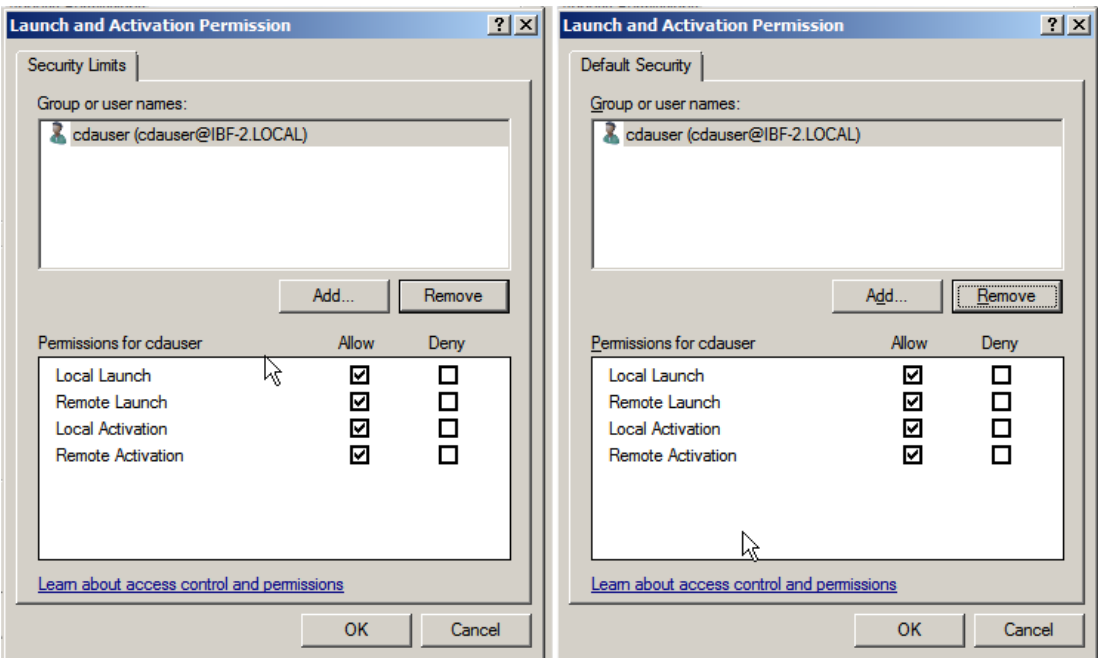 Launch and Activation Permission
Security Limits
Group or user names:
cdauser (cdauser@IBF-2.LOCAL)
Add...
Remove
Permissions for cdauser
Allow
Deny
Local Launch
Remote Launch
Local Activation
Remote Activation
Learn about access control and permissions
OK
Cancel
Launch and Activation Permission
Default Security
Group or user names:
cdauser (cdauser@IBF-2.LOCAL)
Add...
Remove
Permissions for cdauser
Allow
Deny
Local Launch
Remote Launch
Local Activation
Remote Activation
Learn about access control and permissions
OK
Cancel